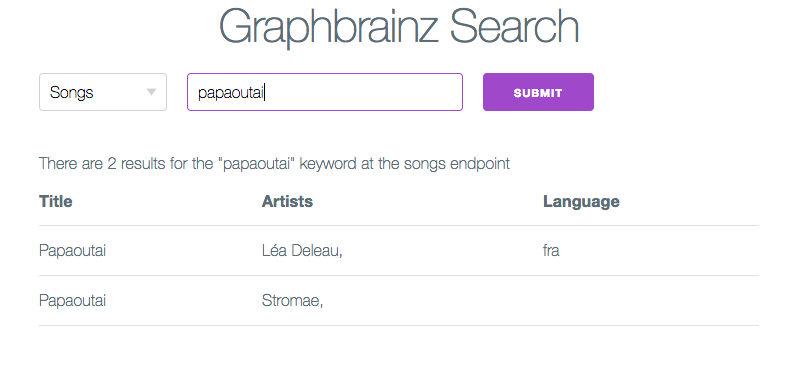 Graphbrainz Search
Songs papaoutai SUBMIT
There are 2 results for the "papaoutai" keyword at the songs endpoint
Title Artists Language
Papaoutai Léa Deleau, fra
Papaoutai Stromae,